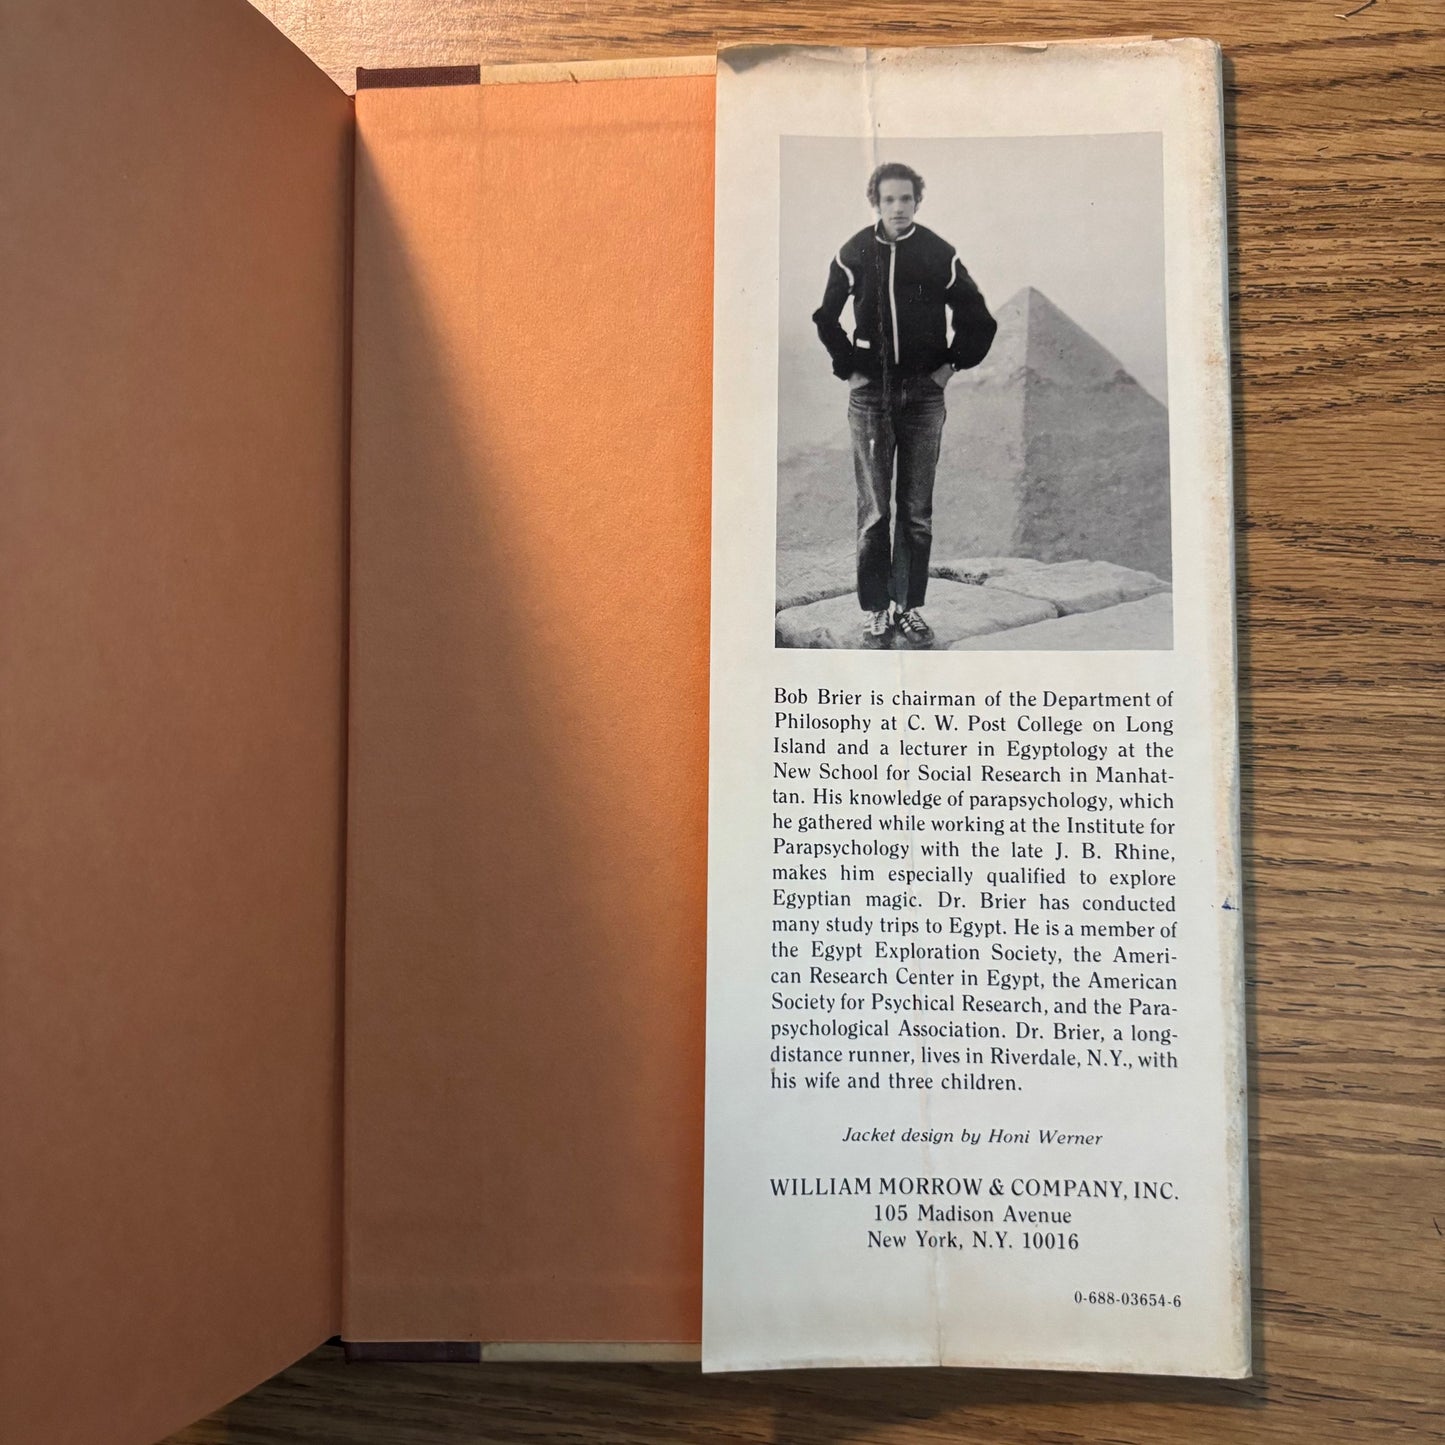 Bob Brier is chairman of the Department of
Philosophy at C. W. Post College on Long
Island and a lecturer in Egyptology at the
New School for Social Research in Manhat-
tan. His knowledge of parapsychology, which
he gathered while working at the Institute for
Parapsychology with the late J. B. Rhine,
makes him especially qualified to explore
Egyptian magic. Dr. Brier has conducted
many study trips to Egypt. He is a member of
the Egypt Exploration Society, the Ameri-
can Research Center in Egypt, the American
Society for Psychical Research, and the Para-
psychological Association. Dr. Brier, a long-
distance runner, lives in Riverdale, N.Y., with
his wife and three children.
Jacket design by Honi Werner
WILLIAM MORROW & COMPANY, INC.
105 Madison Avenue
New York, N.Y. 10016
0-688-03654-6